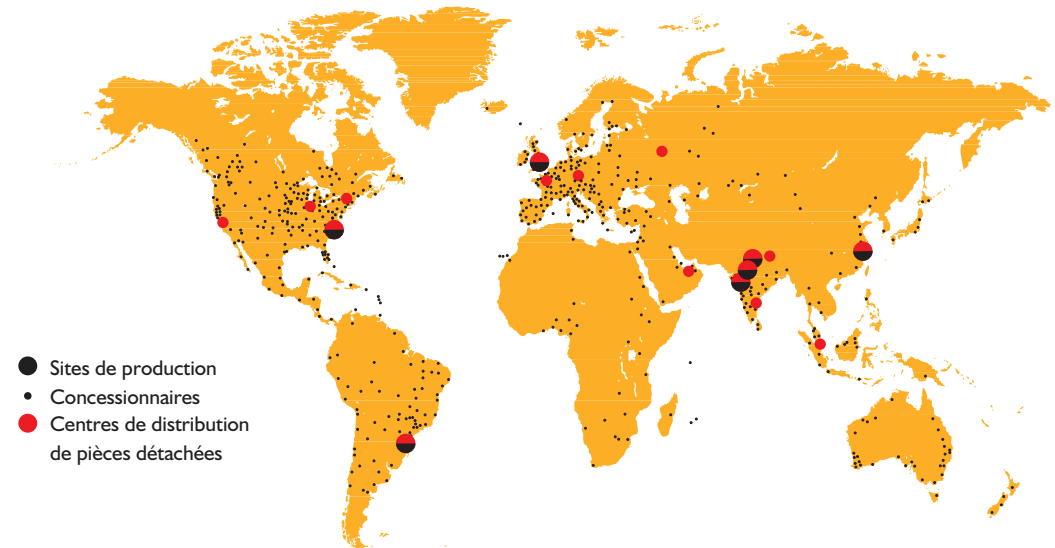 Sites de production
Concessionnaires
Centres de distribution
de pièces détachées